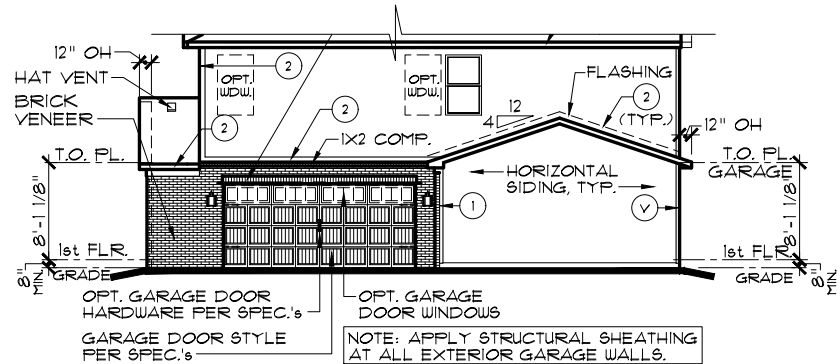 12" OH
HAT VENT
BRICK
VENEER
2
OPT.
WDW.
2
2
1X2 COMP.
OPT.
WDW.
12
4
FLASHING
2
(TYP.)
12" OH
T.O. PL.
T.O. PL.
GARAGE
HORIZONTAL
SIDING, TYP.
1
V
8'-1 1/8"
8'-1 1/8"
1st FLR.
1st FLR.
GRADE
GRADE
8"
MIN
8"
MIN
OPT. GARAGE DOOR
HARDWARE PER SPEC.'s
OPT. GARAGE
DOOR WINDOWS
GARAGE DOOR STYLE
PER SPEC.'s
NOTE: APPLY STRUCTURAL SHEATHING
AT ALL EXTERIOR GARAGE WALLS.